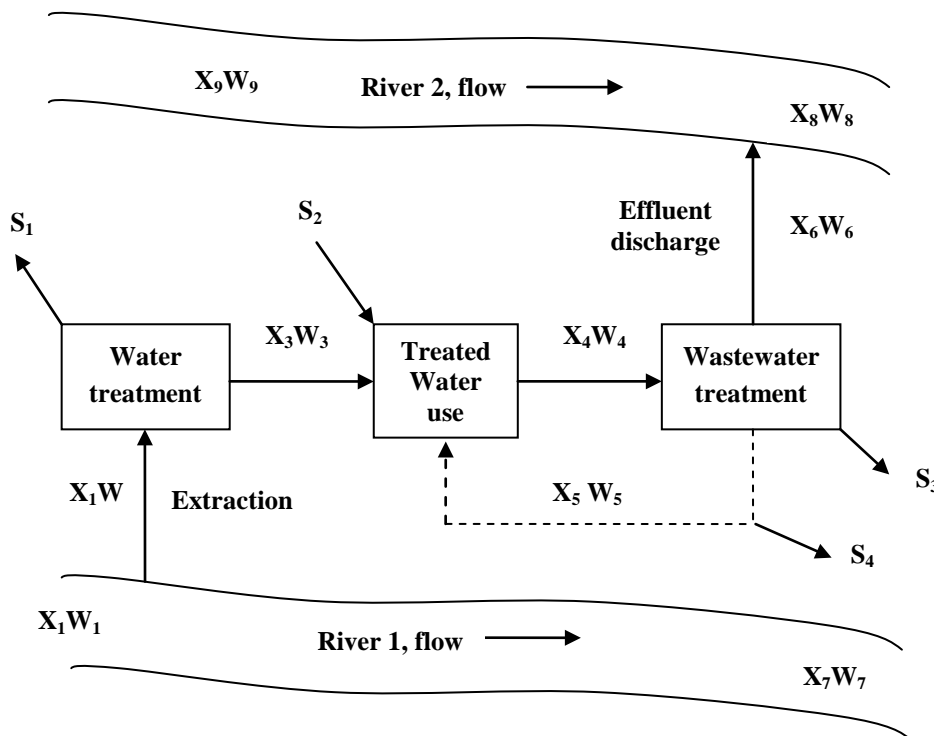 X₉W₉
River 2, flow
X₈W₈
S₁
S₂
Effluent
discharge
X₆W₆
Water
treatment
X₃W₃
Treated
Water
use
X₄W₄
Wastewater
treatment
X₁W
Extraction
X₅ W₅
S₃
S₄
X₁W₁
River 1, flow
X₇W₇